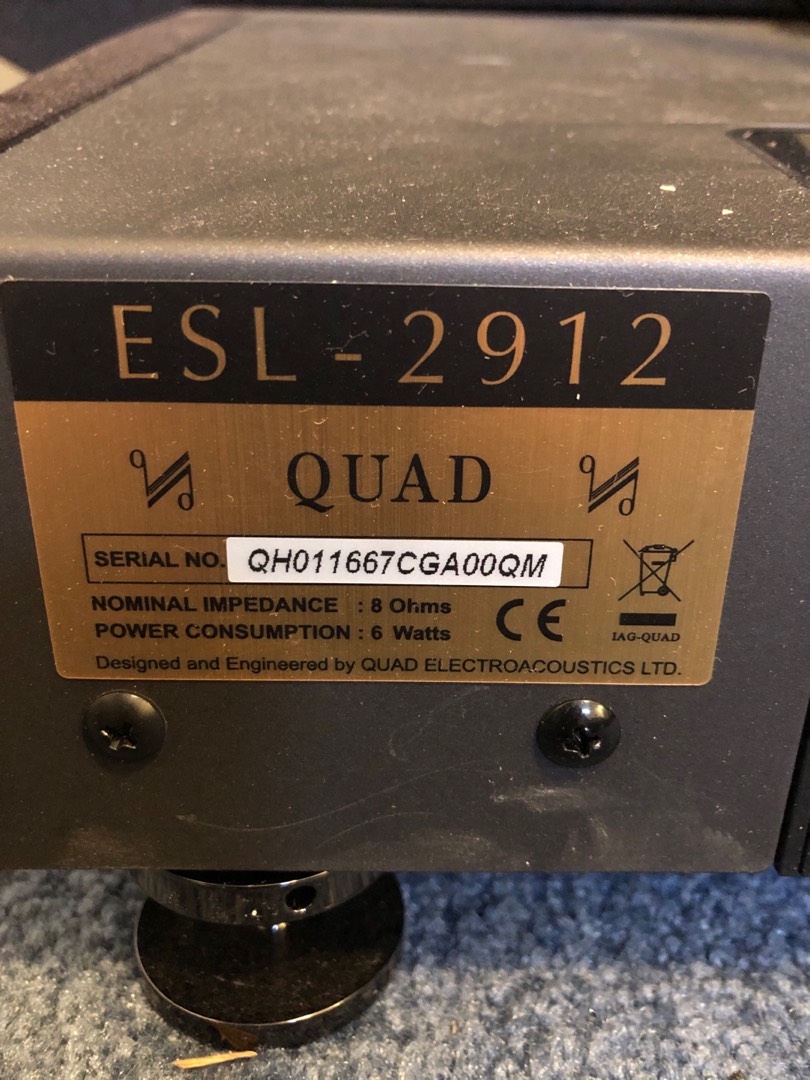 ESL-2912
QUAD
SERIAL NO. QH011667CGA00QM
NOMINAL IMPEDANCE : 8 Ohms
POWER CONSUMPTION : 6 Watts
CE
IAG-QUAD
Designed and Engineered by QUAD ELECTROACOUSTICS LTD.